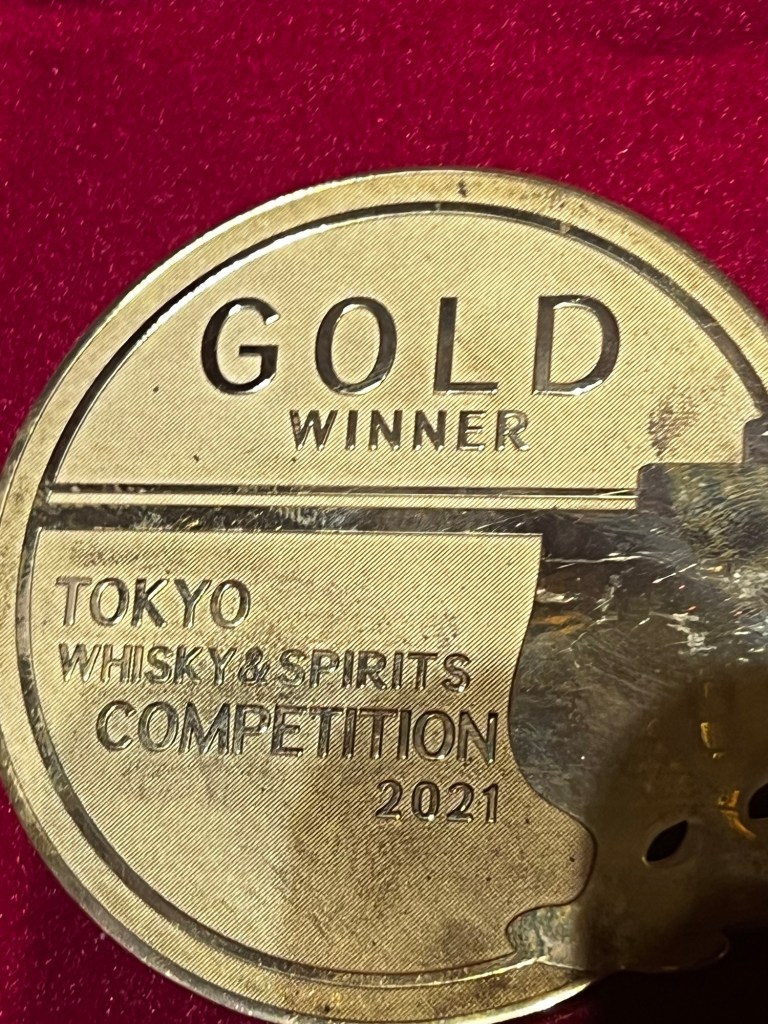 GOLD
WINNER
TOKYO
WHISKY&SPIRITS
COMPETITION
2021